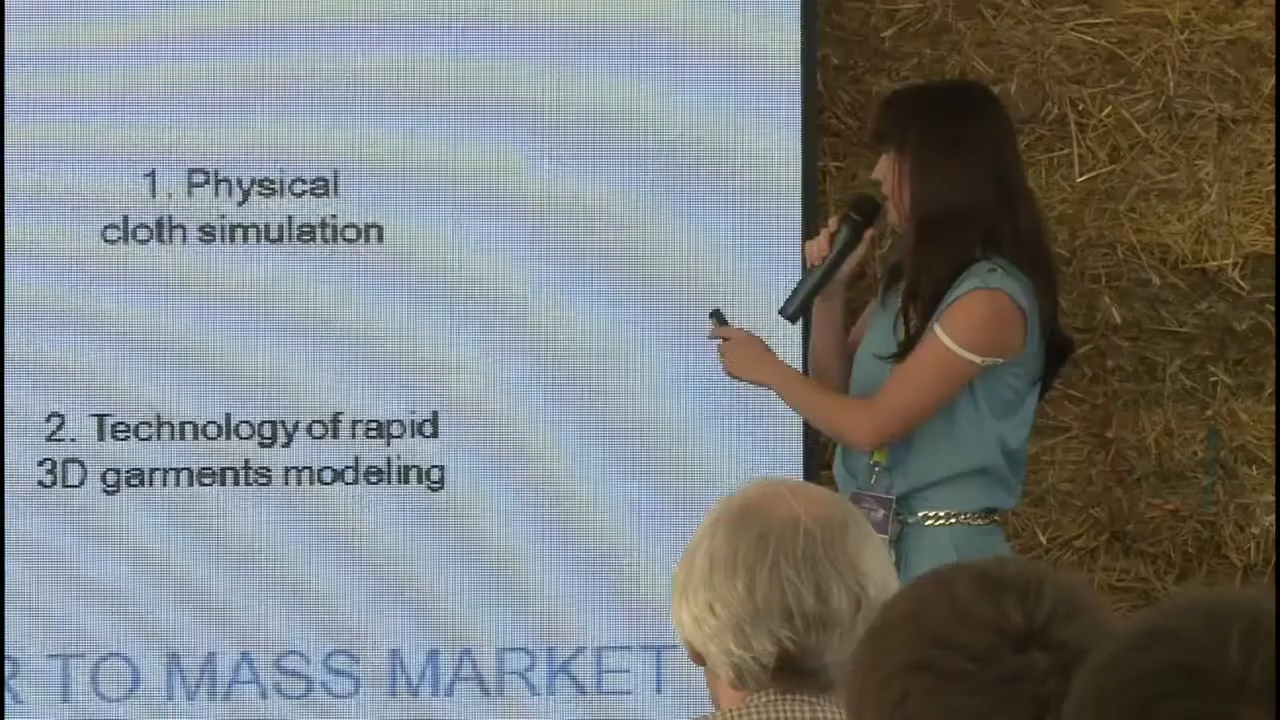 1. Physical
cloth simulation
2. Technology of rapid
3D garments modeling
R TO MASS MARKET